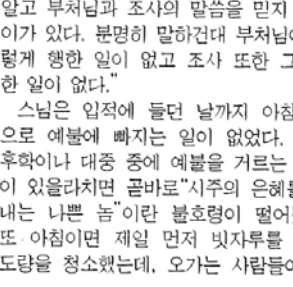 알고 부처님과 조사의 말씀을 믿지
이가 있다. 분명히 말하건대 부처님이
렇게 행한 일이 없고 조사 또한 그
한 일이 없다."
스님은 입적에 들던 날까지 아침
으로 예불에 빠지는 일이 없었다.
후학이나 대중 중에 예불을 거르는
이 있을라치면 곧바로"시주의 은혜를
내는 나쁜 놈"이란 불호령이 떨어
또 아침이면 제일 먼저 빗자루를
도량을 청소했는데, 오가는 사람들이